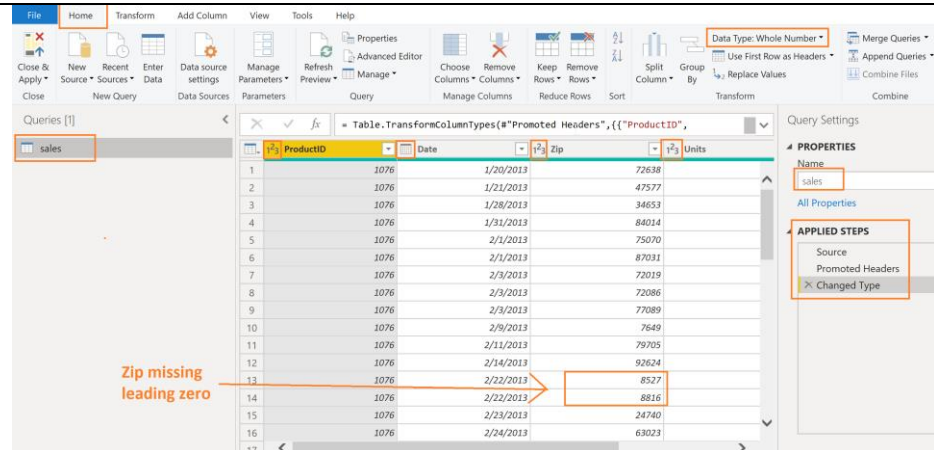 File Home Transform Add Column View Tools Help
Close & Apply
New Source
Recent Sources
Enter Data
Data source settings
Manage Parameters
Refresh Preview
Properties
Advanced Editor
Manage
Choose Columns
Remove Columns
Keep Rows
Remove Rows
Split Column
Group By
Data Type: Whole Number
Use First Row as Headers
Replace Values
Merge Queries
Append Queries
Combine Files
Close New Query Data Sources Parameters Query Manage Columns Reduce Rows Sort Transform Combine
Queries [1]
sales
fx = Table.TransformColumnTypes(#"Promoted Headers",{{"ProductID",
ProductID Date Zip Units
1 1076 1/20/2013 72638
2 1076 1/21/2013 47577
3 1076 1/28/2013 34653
4 1076 1/31/2013 84014
5 1076 2/1/2013 75070
6 1076 2/1/2013 87031
7 1076 2/3/2013 72019
8 1076 2/3/2013 72086
9 1076 2/3/2013 77089
10 1076 2/9/2013 7649
11 1076 2/11/2013 79705
12 1076 2/14/2013 92624
13 1076 2/22/2013 8527
14 1076 2/22/2013 8816
15 1076 2/23/2013 24740
16 1076 2/24/2013 63023
Zip missing
leading zero
Query Settings
PROPERTIES
Name
sales
All Properties
APPLIED STEPS
Source
Promoted Headers
Changed Type